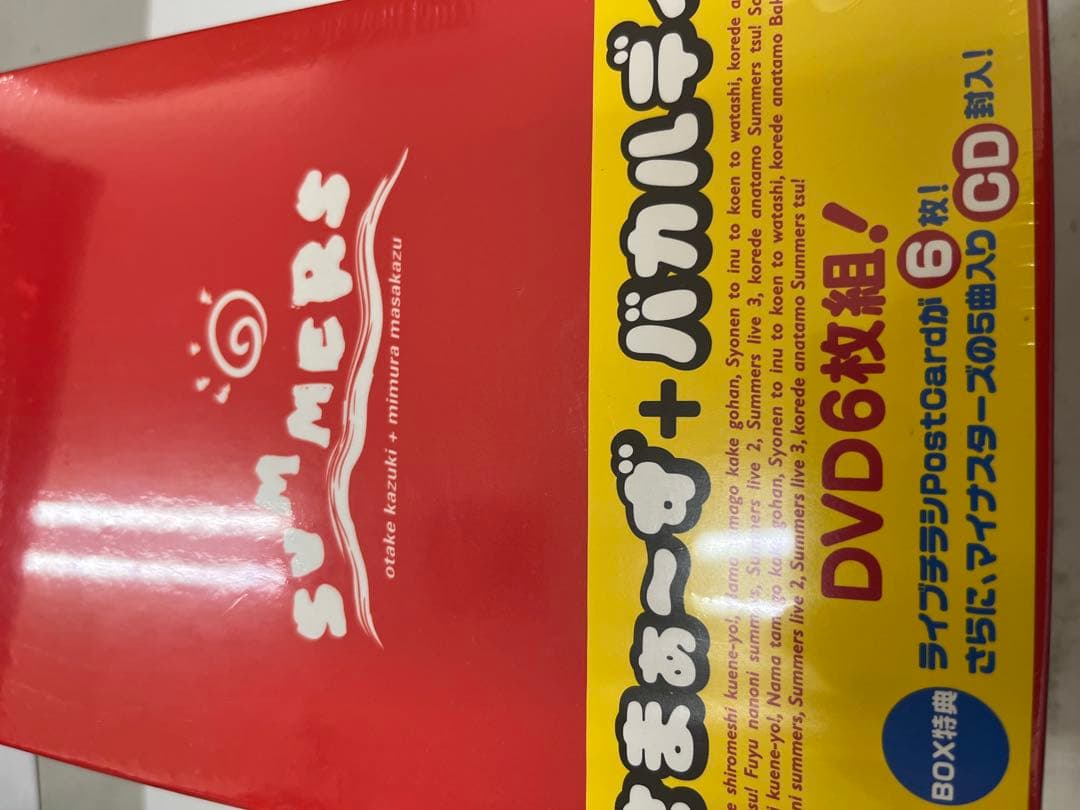 SUMMERS
otake kazuki + mimura masakazu
さまぁ〜ず+バカルディ
e shiromeshi kuene-yo!, Nama tamago kake gohan, Syonen to inu to koen to watashi, korede a
su! Fuyu nanoni summers, Summers live 2, Summers live 3, korede anatamo Summers tsu! So
i kuene-yo!, Nama tamago kake gohan, Syonen to inu to koen to watashi, korede anatamo Bak
ni summers, Summers live 2, Summers live 3, korede anatamo Summers tsu!
DVD6枚組!
BOX特典
ライブチラシPostCardが6枚!
さらに、マイナスターズの5曲入りCD封入!